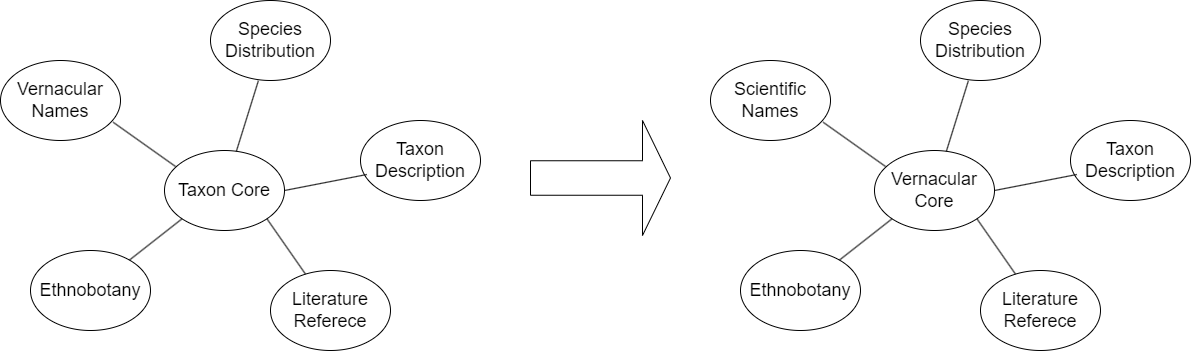 Species
Distribution
Vernacular
Names
Taxon
Description
Taxon Core
Ethnobotany
Literature
Referece
Species
Distribution
Scientific
Names
Taxon
Description
Vernacular
Core
Ethnobotany
Literature
Referece